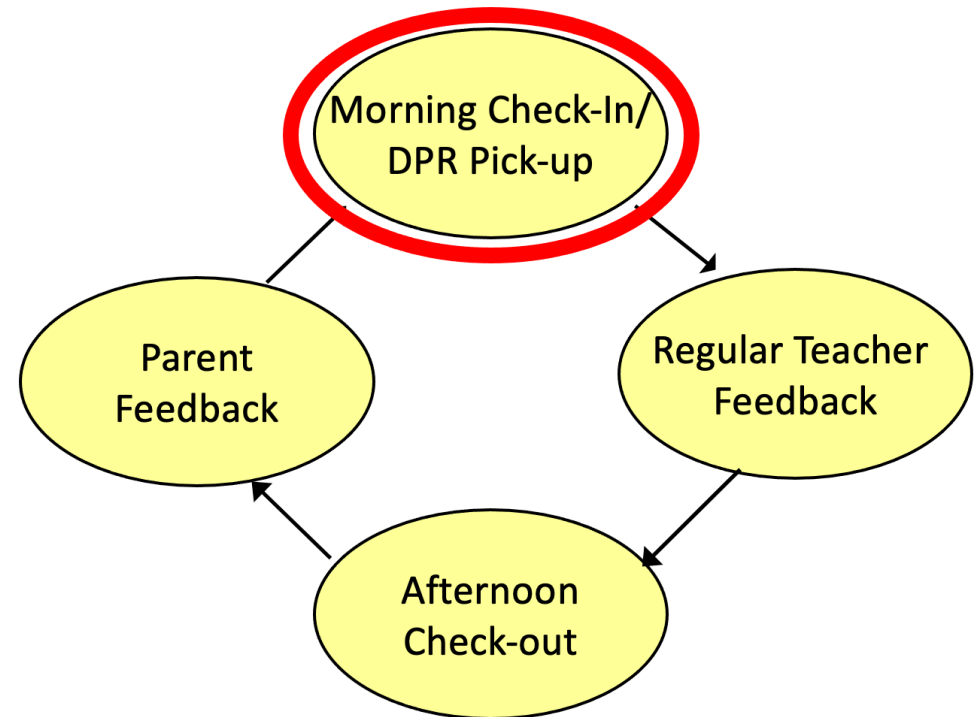 Morning Check-In/
DPR Pick-up
Regular Teacher
Feedback
Afternoon
Check-out
Parent
Feedback